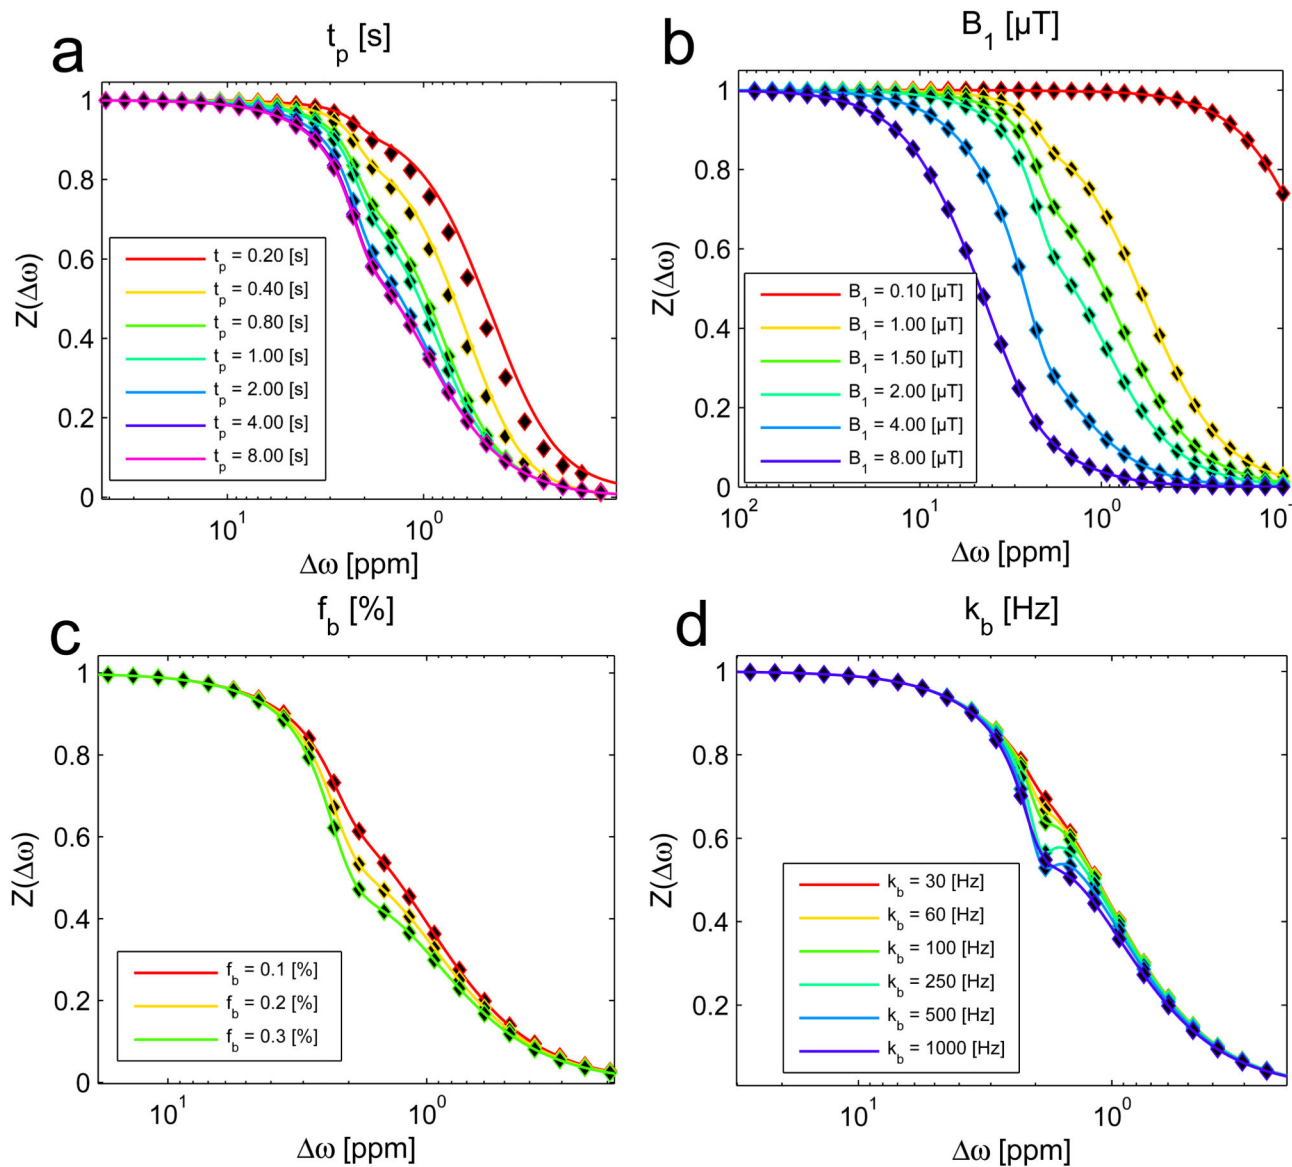 a
t_p [s]
Z(Δω)
1
0.8
0.6
0.4
0.2
0
t_p = 0.20 [s]
t_p = 0.40 [s]
t_p = 0.80 [s]
t_p = 1.00 [s]
t_p = 2.00 [s]
t_p = 4.00 [s]
t_p = 8.00 [s]
10^1 10^0
Δω [ppm]
b
B_1 [µT]
Z(Δω)
1
0.8
0.6
0.4
0.2
0
B_1 = 0.10 [µT]
B_1 = 1.00 [µT]
B_1 = 1.50 [µT]
B_1 = 2.00 [µT]
B_1 = 4.00 [µT]
B_1 = 8.00 [µT]
10^2 10^1 10^0 10^-
Δω [ppm]
c
f_b [%]
Z(Δω)
1
0.8
0.6
0.4
0.2
0
f_b = 0.1 [%]
f_b = 0.2 [%]
f_b = 0.3 [%]
10^1 10^0
Δω [ppm]
d
k_b [Hz]
Z(Δω)
1
0.8
0.6
0.4
0.2
k_b = 30 [Hz]
k_b = 60 [Hz]
k_b = 100 [Hz]
k_b = 250 [Hz]
k_b = 500 [Hz]
k_b = 1000 [Hz]
10^1 10^0
Δω [ppm]